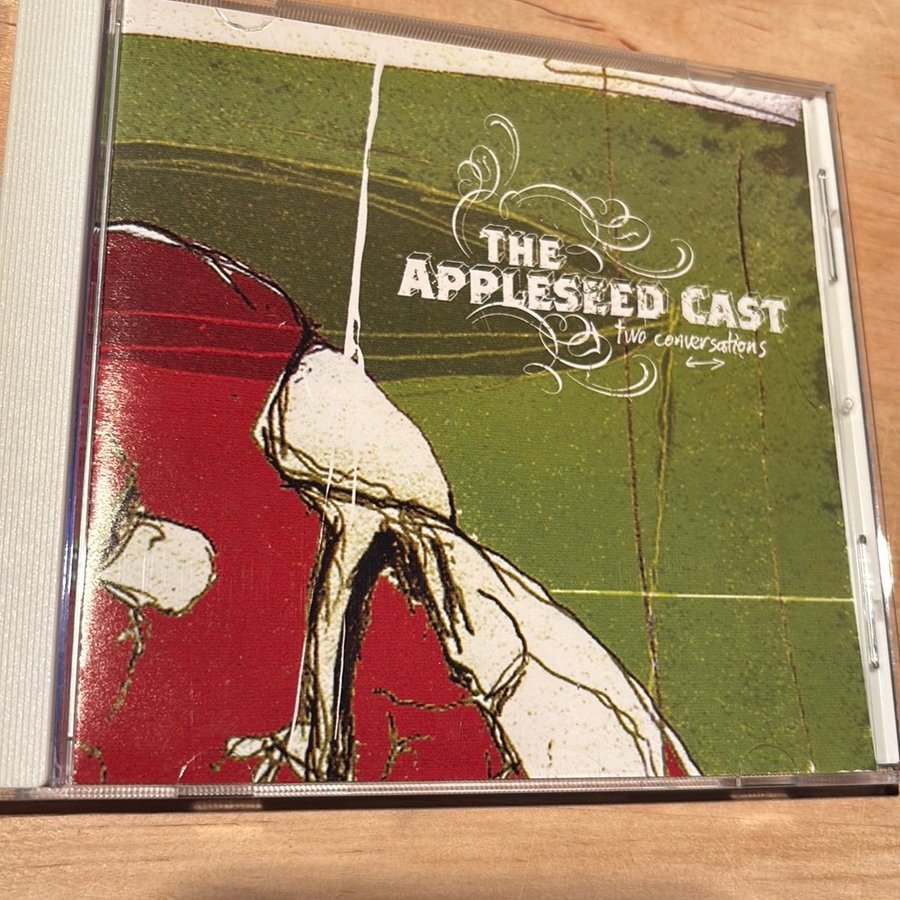 THE
APPLESEED CAST
two conversations